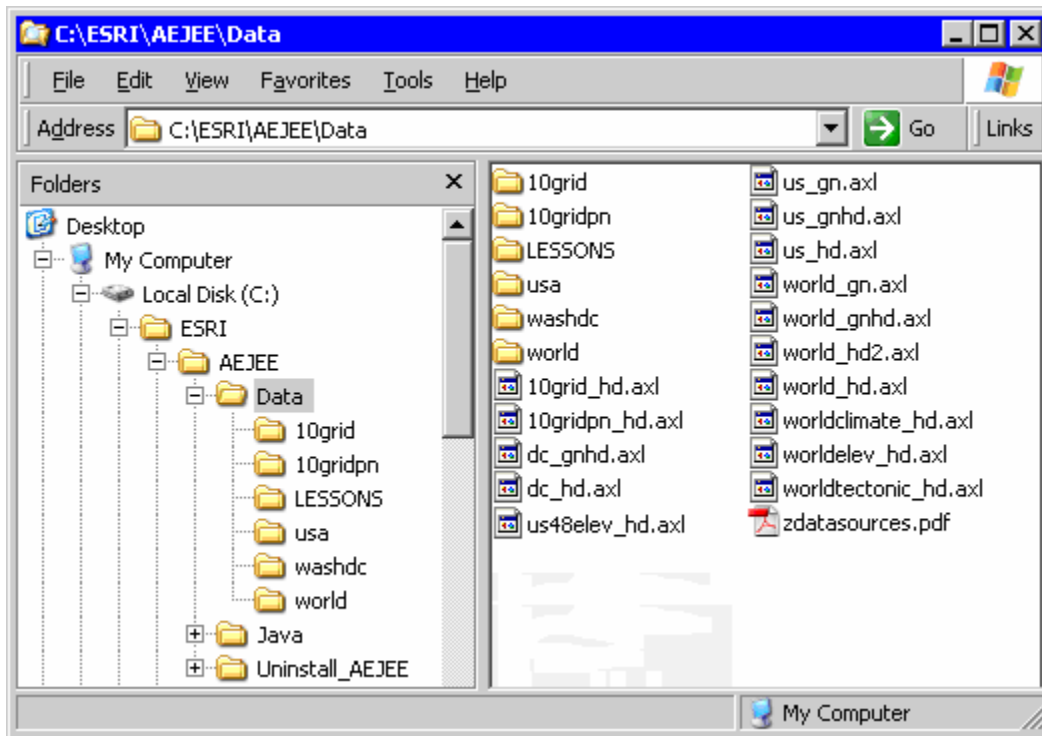 C:\ESRI\AEJEE\Data
File Edit View Favorites Tools Help
Address C:\ESRI\AEJEE\Data Go Links
Folders
Desktop
My Computer
Local Disk (C:)
ESRI
AEJEE
Data
10grid
10gridpn
LESSONS
usa
washdc
world
Java
Uninstall_AEJEE
10grid
10gridpn
LESSONS
usa
washdc
world
10grid_hd.axl
10gridpn_hd.axl
dc_gnhd.axl
dc_hd.axl
us48elev_hd.axl
us_gn.axl
us_gnhd.axl
us_hd.axl
world_gn.axl
world_gnhd.axl
world_hd2.axl
world_hd.axl
worldclimate_hd.axl
worldelev_hd.axl
worldtectonic_hd.axl
zdatasources.pdf
My Computer